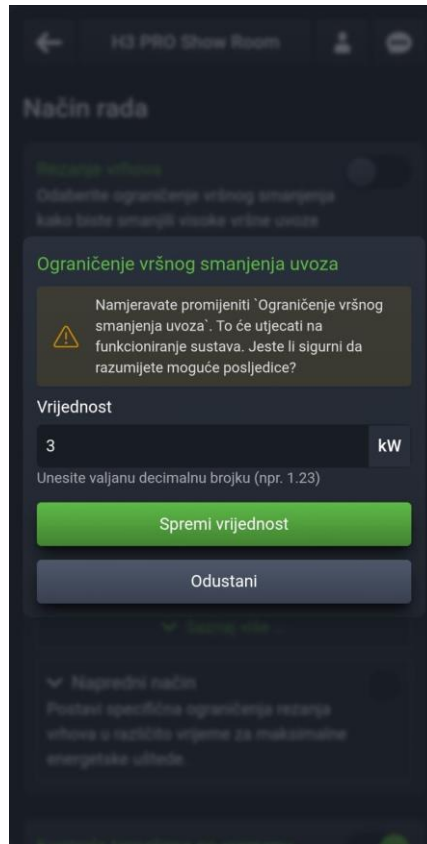 H3 PRO Show Room
Način rada
Rezanje vrhova
Odaberite ograničenje vršnog smanjenja
kako biste smanjili visoke vršne uvoze
Ograničenje vršnog smanjenja uvoza
Namjeravate promijeniti `Ograničenje vršnog
smanjenja uvoza`. To će utjecati na
funkcioniranje sustava. Jeste li sigurni da
razumijete moguće posljedice?
Vrijednost
3 kW
Unesite valjanu decimalnu brojku (npr. 1.23)
Spremi vrijednost
Odustani
Saznaj više
Napredni način
Postavi specifična ograničenja rezanja
vrhova u različito vrijeme za maksimalne
energetske uštede.